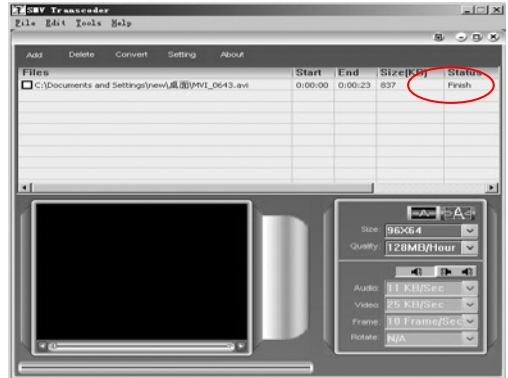 SMV Transcoder
File Edit Tools Help
Add Delete Convert Setting About
Files Start End Size(KB) Status
C:\Documents and Settings\new\桌面\MVI_0643.avi 0:00:00 0:00:23 837 Finish
Size: 96X64
Quality: 128MB/Hour
Audio: 11 KB/Sec
Video: 25 KB/Sec
Frame: 10 Frame/Sec
Rotate: N/A